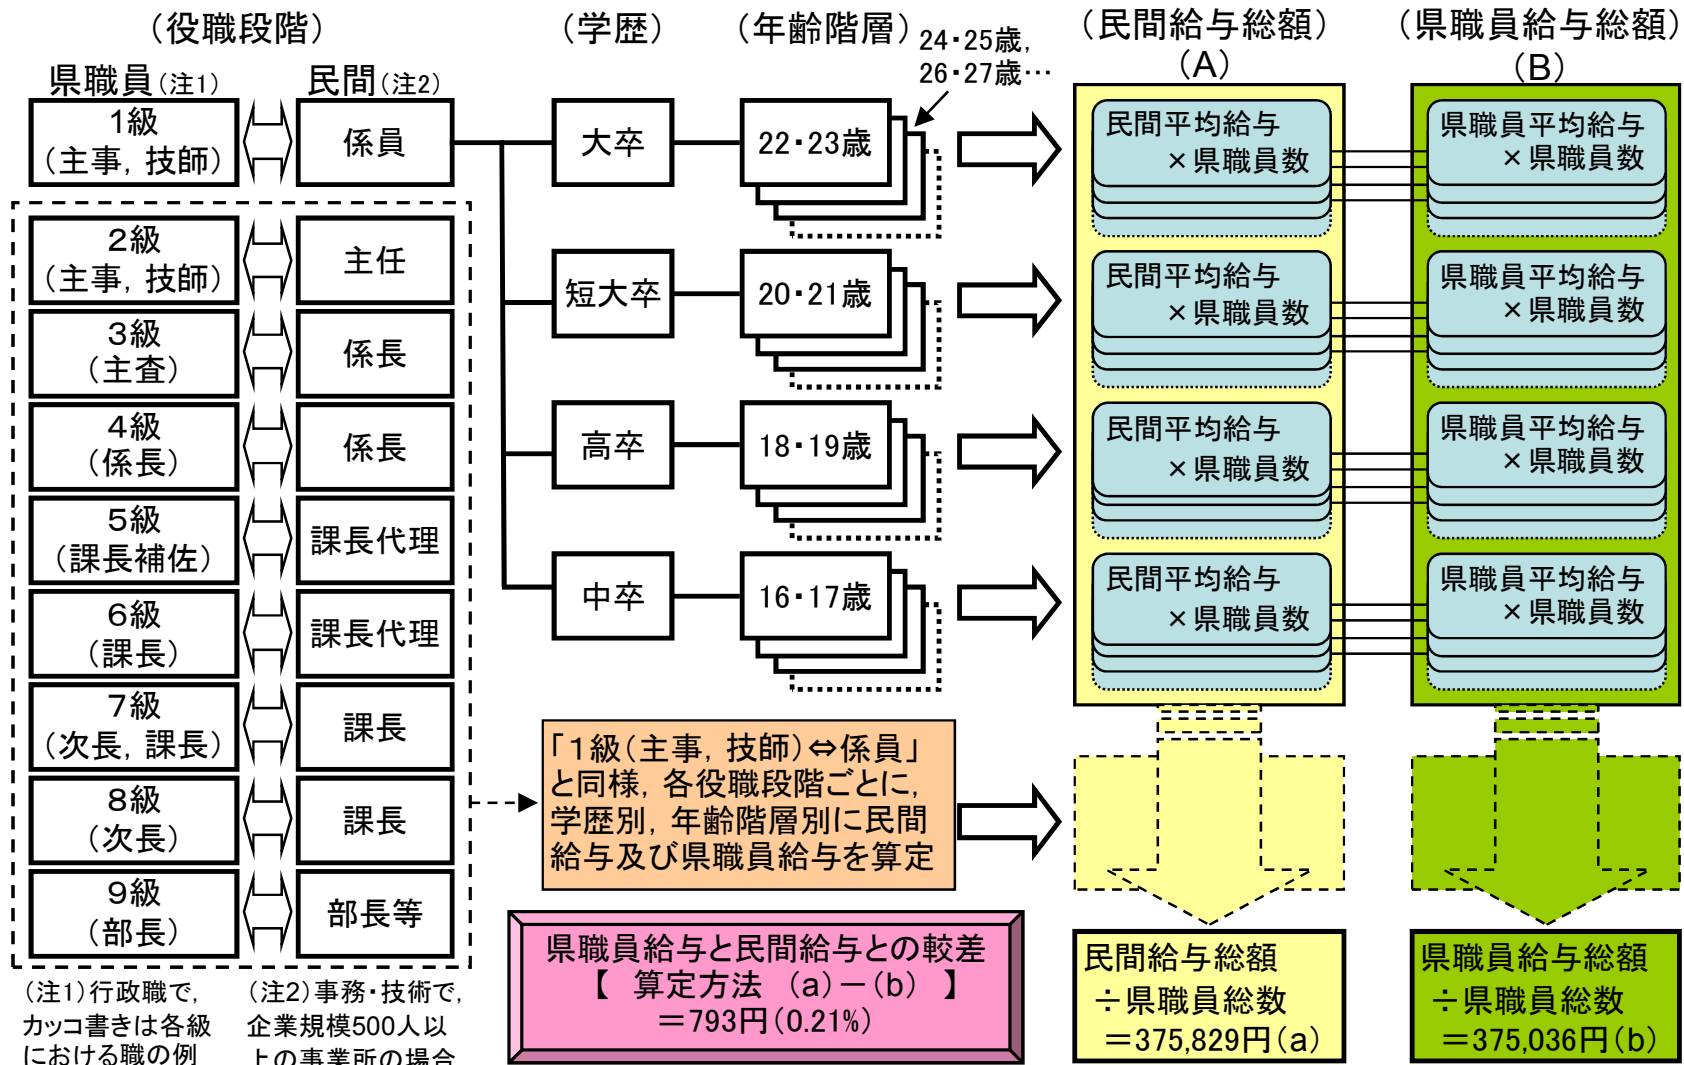 （役職段階）
（学歴）
（年齢階層）
（民間給与総額）
（A）
（県職員給与総額）
（B）
24・25歳，
26・27歳…
県職員（注1）
民間（注2）
1級
（主事，技師）
係員
大卒
22・23歳
民間平均給与
×県職員数
県職員平均給与
×県職員数
2級
（主事，技師）
主任
短大卒
20・21歳
民間平均給与
×県職員数
県職員平均給与
×県職員数
3級
（主査）
係長
4級
（係長）
係長
高卒
18・19歳
民間平均給与
×県職員数
県職員平均給与
×県職員数
5級
（課長補佐）
課長代理
中卒
16・17歳
民間平均給与
×県職員数
県職員平均給与
×県職員数
6級
（課長）
課長代理
7級
（次長，課長）
課長
8級
（次長）
課長
9級
（部長）
部長等
「1級（主事，技師）⇔係員」
と同様，各役職段階ごとに，
学歴別，年齢階層別に民間
給与及び県職員給与を算定
県職員給与と民間給与との較差
【 算定方法 （a）－（b） 】
＝793円（0.21%）
民間給与総額
÷県職員総数
＝375,829円（a）
県職員給与総額
÷県職員総数
＝375,036円（b）
（注1）行政職で，
カッコ書きは各級
における職の例
（注2）事務・技術で，
企業規模500人以
上の事業所の場合